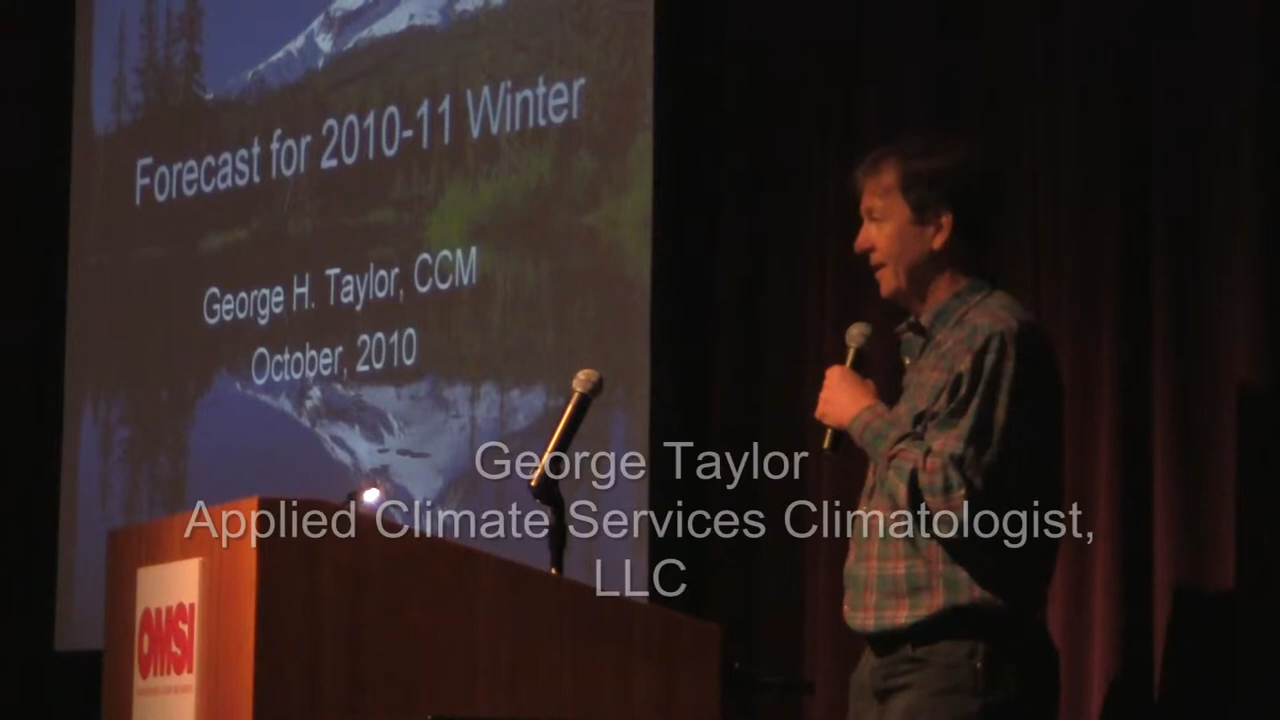 Forecast for 2010-11 Winter
George H. Taylor, CCM
October, 2010
George Taylor
Applied Climate Services Climatologist,
LLC
OMSI